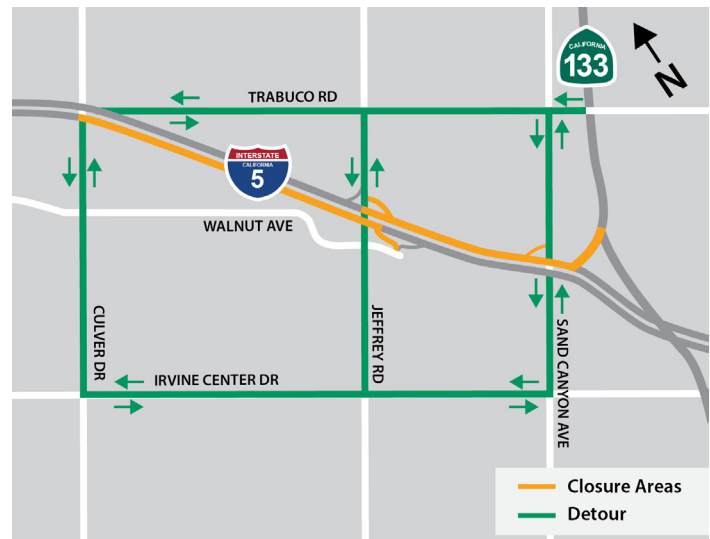 CALIFORNIA
133
N
TRABUCO RD
INTERSTATE
CALIFORNIA
5
WALNUT AVE
CULVER DR
JEFFREY RD
SAND CANYON AVE
IRVINE CENTER DR
Closure Areas
Detour